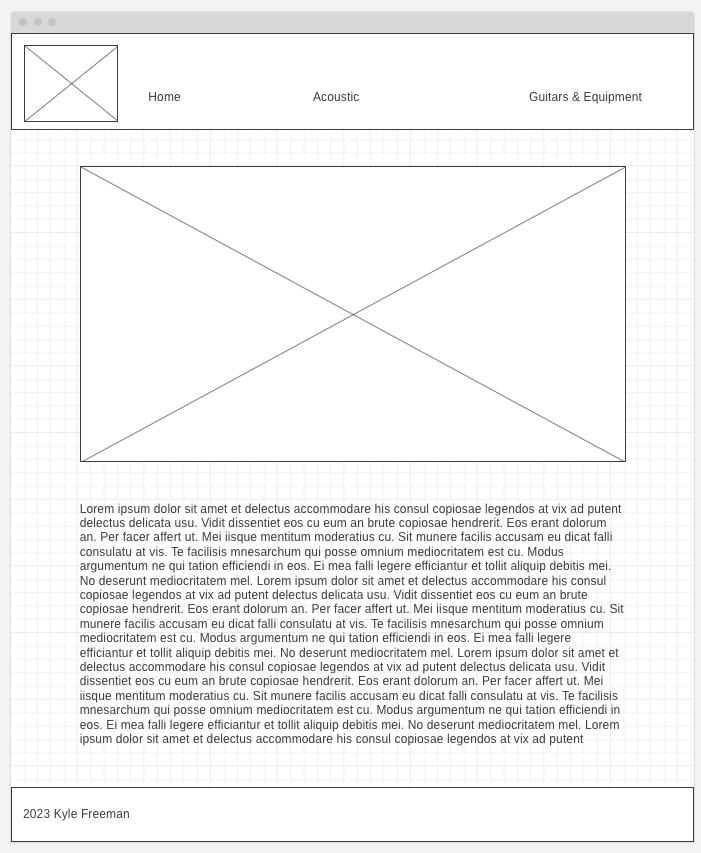 Home
Acoustic
Guitars & Equipment
Lorem ipsum dolor sit amet et delectus accommodare his consul copiosae legendos at vix ad putent
delectus delicata usu. Vidit dissentiet eos cu eum an brute copiosae hendrerit. Eos erant dolorum
an. Per facer affert ut. Mei iisque mentitum moderatius cu. Sit munere facilis accusam eu dicat falli
consulatu at vis. Te facilisis mnesarchum qui posse omnium mediocritatem est cu. Modus
argumentum ne qui tation efficiendi in eos. Ei mea falli legere efficiantur et tollit aliquip debitis mei.
No deserunt mediocritatem mel. Lorem ipsum dolor sit amet et delectus accommodare his consul
copiosae legendos at vix ad putent delectus delicata usu. Vidit dissentiet eos cu eum an brute
copiosae hendrerit. Eos erant dolorum an. Per facer affert ut. Mei iisque mentitum moderatius cu. Sit
munere facilis accusam eu dicat falli consulatu at vis. Te facilisis mnesarchum qui posse omnium
mediocritatem est cu. Modus argumentum ne qui tation efficiendi in eos. Ei mea falli legere
efficiantur et tollit aliquip debitis mei. No deserunt mediocritatem mel. Lorem ipsum dolor sit amet et
delectus accommodare his consul copiosae legendos at vix ad putent delectus delicata usu. Vidit
dissentiet eos cu eum an brute copiosae hendrerit. Eos erant dolorum an. Per facer affert ut. Mei
iisque mentitum moderatius cu. Sit munere facilis accusam eu dicat falli consulatu at vis. Te facilisis
mnesarchum qui posse omnium mediocritatem est cu. Modus argumentum ne qui tation efficiendi in
eos. Ei mea falli legere efficiantur et tollit aliquip debitis mei. No deserunt mediocritatem mel. Lorem
ipsum dolor sit amet et delectus accommodare his consul copiosae legendos at vix ad putent
2023 Kyle Freeman